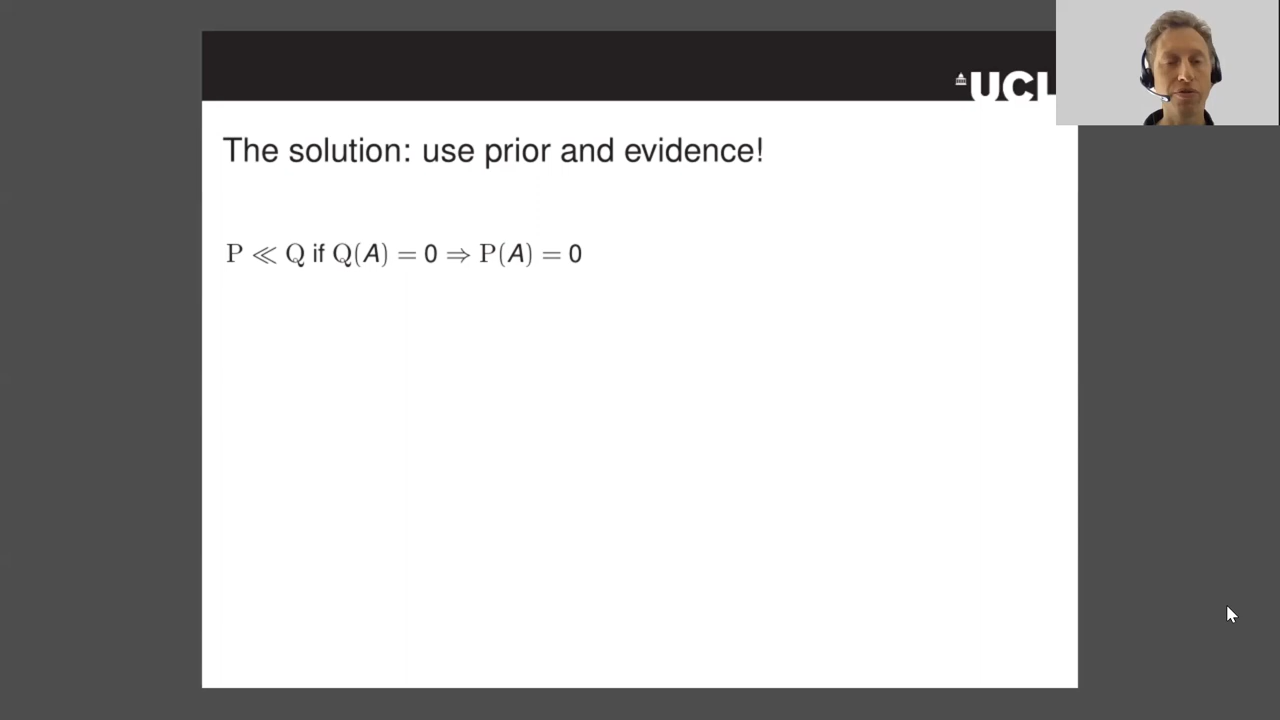 UCL
The solution: use prior and evidence!
P ≪ Q if Q(A) = 0 ⇒ P(A) = 0